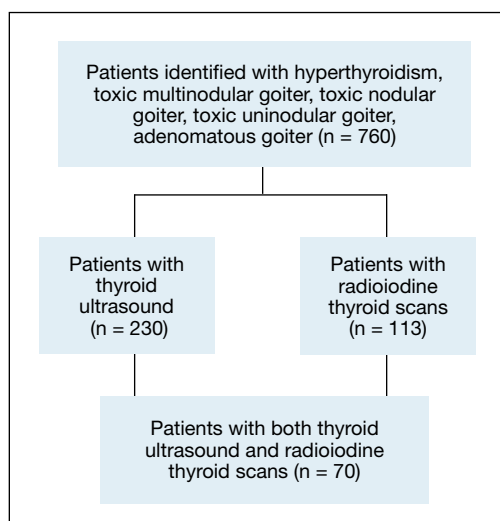 Patients identified with hyperthyroidism,
toxic multinodular goiter, toxic nodular
goiter, toxic uninodular goiter,
adenomatous goiter (n = 760)
Patients with
thyroid
ultrasound
(n = 230)
Patients with
radioiodine
thyroid scans
(n = 113)
Patients with both thyroid
ultrasound and radioiodine
thyroid scans (n = 70)